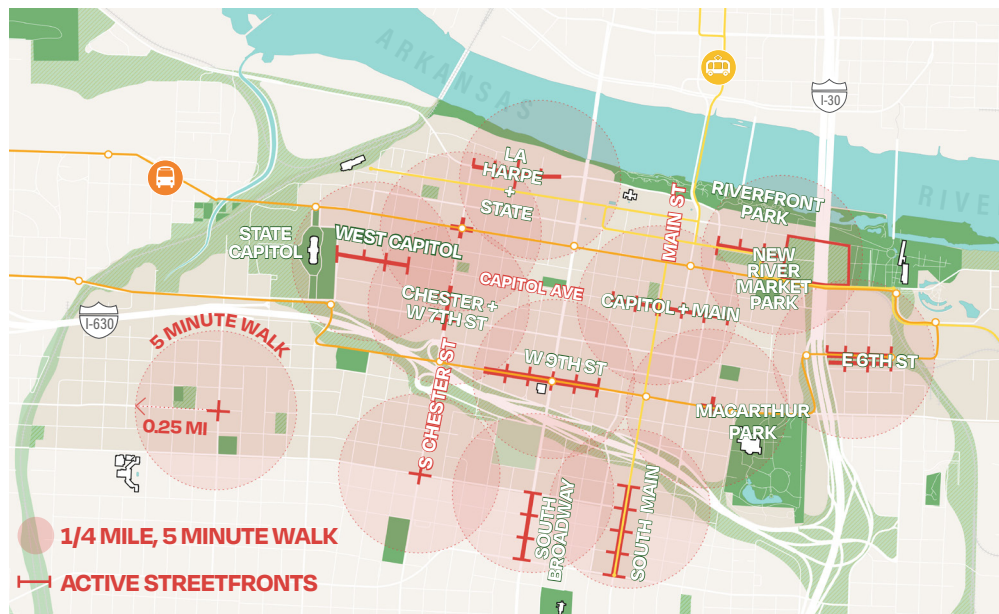 ARKANSAS
RIVE
I-30
LA
HARPE
+
STATE
MAIN ST
RIVERFRONT
PARK
STATE
CAPITOL
WEST CAPITOL
NEW
RIVER
MARKET
PARK
CAPITOL AVE
CHESTER +
W 7TH ST
CAPITOL + MAIN
I-630
5 MINUTE WALK
W 9TH ST
E 6TH ST
S CHESTER ST
0.25 MI
MACARTHUR
PARK
SOUTH
BROADWAY
SOUTH MAIN
1/4 MILE, 5 MINUTE WALK
ACTIVE STREETFRONTS